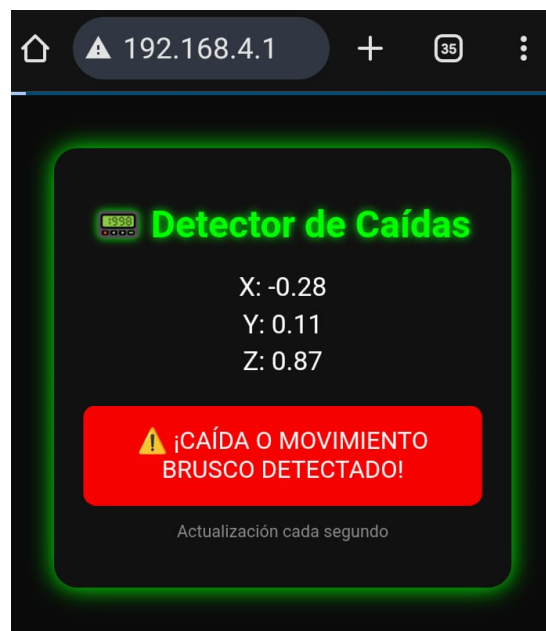 192.168.4.1
35
Detector de Caídas
X: -0.28
Y: 0.11
Z: 0.87
¡CAÍDA O MOVIMIENTO
BRUSCO DETECTADO!
Actualización cada segundo